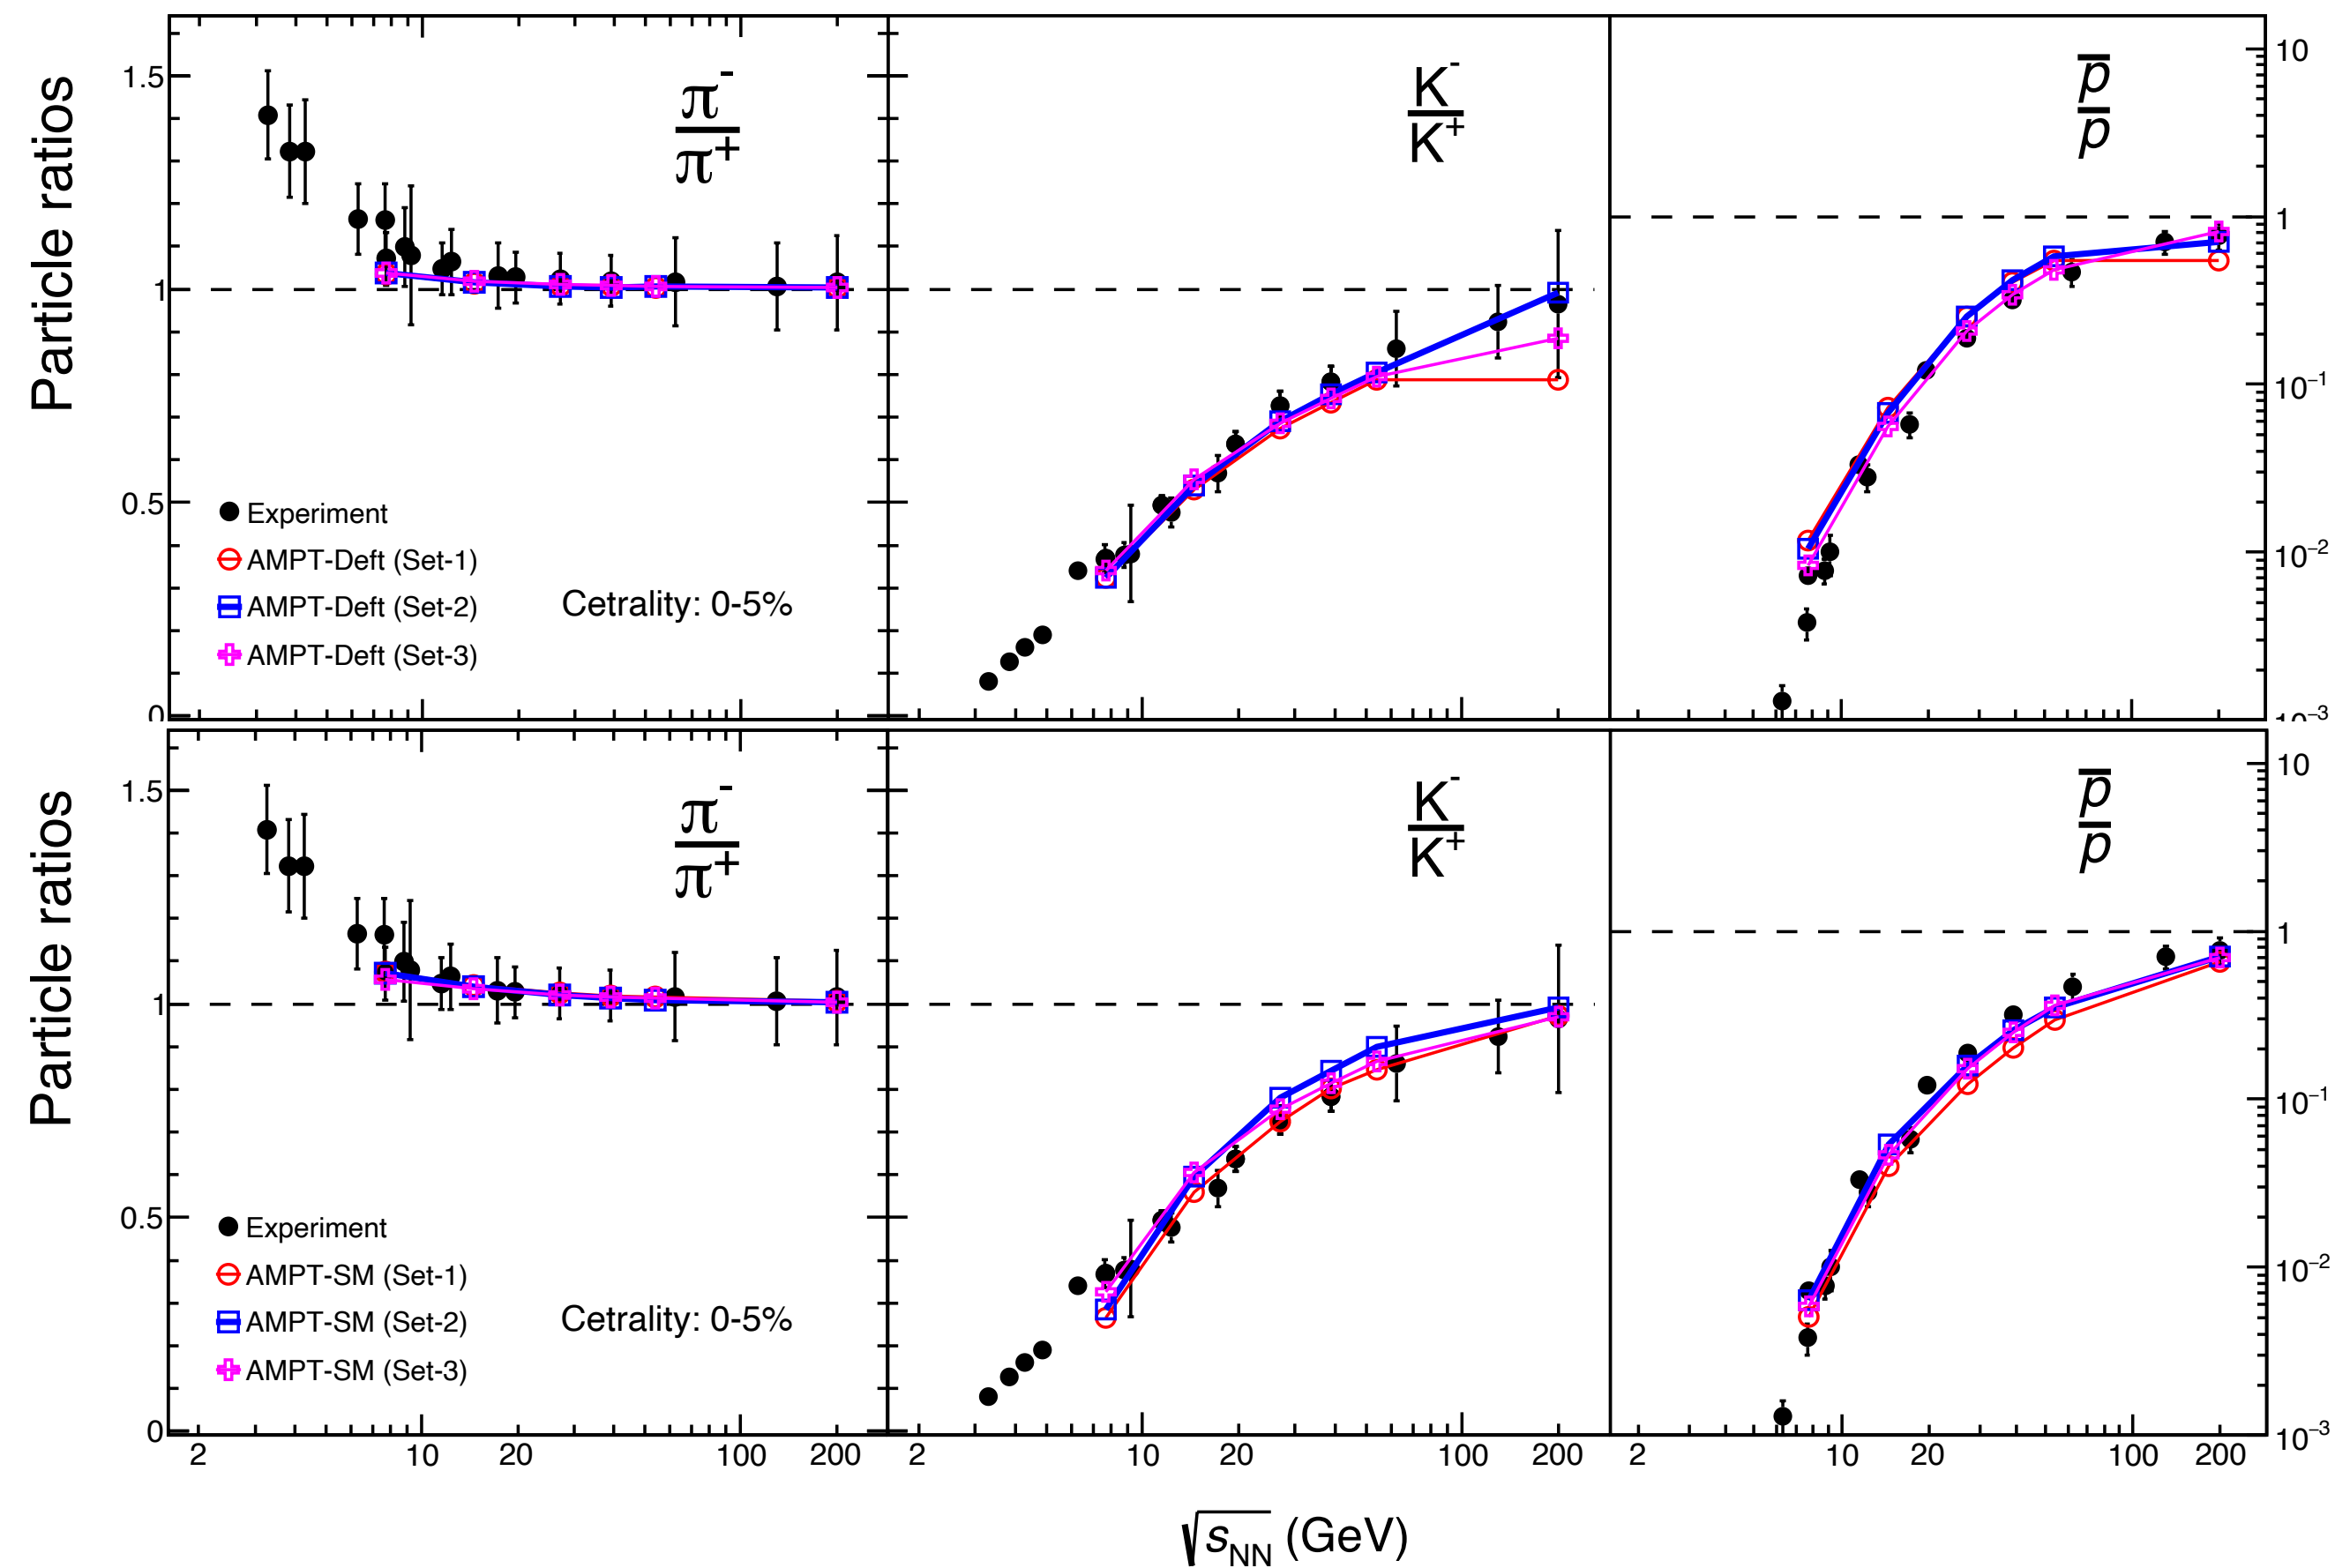 Particle ratios
1.5
1
0.5
0
π⁻
π⁺
K⁻
K⁺
p̅
p
10
1
10⁻¹
10⁻²
10⁻³
Experiment
AMPT-Deft (Set-1)
AMPT-Deft (Set-2)
AMPT-Deft (Set-3)
Cetrality: 0-5%
Particle ratios
1.5
1
0.5
0
π⁻
π⁺
K⁻
K⁺
p̅
p
10
1
10⁻¹
10⁻²
10⁻³
Experiment
AMPT-SM (Set-1)
AMPT-SM (Set-2)
AMPT-SM (Set-3)
Cetrality: 0-5%
2 10 20 100 200
2 10 20 100 200
2 10 20 100 200
√s_NN (GeV)